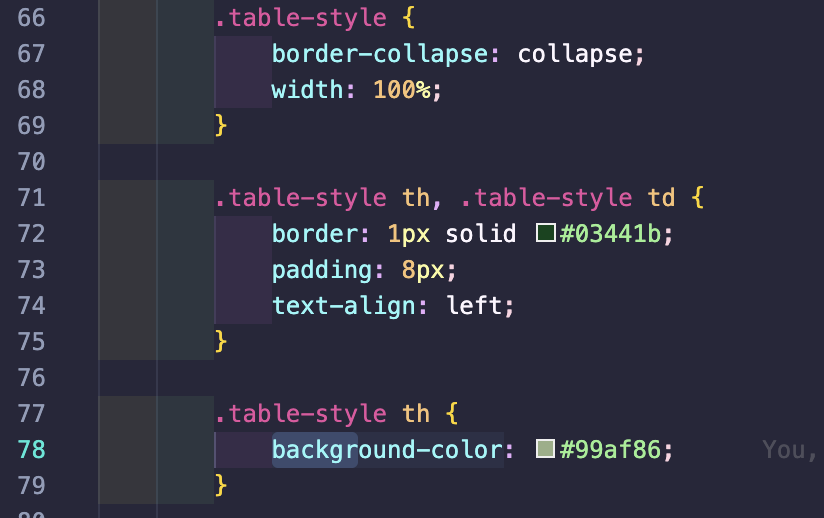 66 .table-style {
67 border-collapse: collapse;
68 width: 100%;
69 }
70
71 .table-style th, .table-style td {
72 border: 1px solid #03441b;
73 padding: 8px;
74 text-align: left;
75 }
76
77 .table-style th {
78 background-color: #99af86; You,
79 }